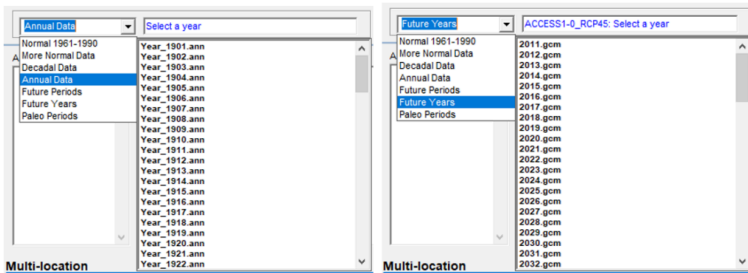 Annual Data
Select a year
Normal 1961-1990
More Normal Data
Decadal Data
Annual Data
Future Periods
Future Years
Paleo Periods
Year_1901.ann
Year_1902.ann
Year_1903.ann
Year_1904.ann
Year_1905.ann
Year_1906.ann
Year_1907.ann
Year_1908.ann
Year_1909.ann
Year_1910.ann
Year_1911.ann
Year_1912.ann
Year_1913.ann
Year_1914.ann
Year_1915.ann
Year_1916.ann
Year_1917.ann
Year_1918.ann
Year_1919.ann
Year_1920.ann
Year_1921.ann
Year_1922.ann
Multi-location
Future Years
ACCESS1-0_RCP45: Select a year
Normal 1961-1990
More Normal Data
Decadal Data
Annual Data
Future Periods
Future Years
Paleo Periods
2011.gcm
2012.gcm
2013.gcm
2014.gcm
2015.gcm
2016.gcm
2017.gcm
2018.gcm
2019.gcm
2020.gcm
2021.gcm
2022.gcm
2023.gcm
2024.gcm
2025.gcm
2026.gcm
2027.gcm
2028.gcm
2029.gcm
2030.gcm
2031.gcm
2032.gcm
Multi-location